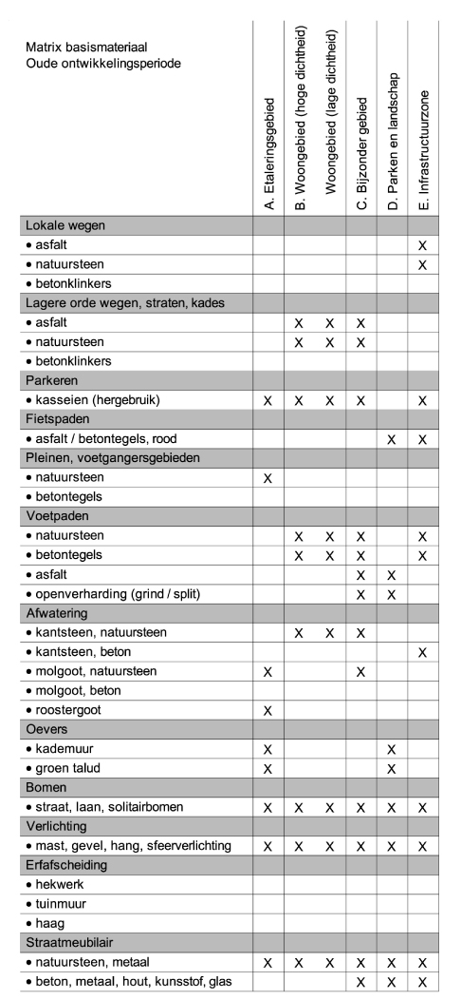 Matrix basismateriaal
Oude ontwikkelingsperiode
A. Etaleringsgebied
B. Woongebied (hoge dichtheid)
Woongebied (lage dichtheid)
C. Bijzonder gebied
D. Parken en landschap
E. Infrastructuurzone
Lokale wegen
• asfalt X
• natuursteen X
• betonklinkers
Lagere orde wegen, straten, kades
• asfalt X X X
• natuursteen X X X
• betonklinkers
Parkeren
• kasseien (hergebruik) X X X X X
Fietspaden
• asfalt / betontegels, rood X X
Pleinen, voetgangersgebieden
• natuursteen X
• betontegels
Voetpaden
• natuursteen X X X X
• betontegels X X X X
• asfalt X X
• openverharding (grind / split) X X
Afwatering
• kantsteen, natuursteen X X X
• kantsteen, beton X
• molgoot, natuursteen X X
• molgoot, beton
• roostergoot X
Oevers
• kademuur X X
• groen talud X X
Bomen
• straat, laan, solitairbomen X X X X X X
Verlichting
• mast, gevel, hang, sfeerverlichting X X X X X X
Erfafscheiding
• hekwerk
• tuinmuur
• haag
Straatmeubilair
• natuursteen, metaal X X X X X X
• beton, metaal, hout, kunsstof, glas X X X